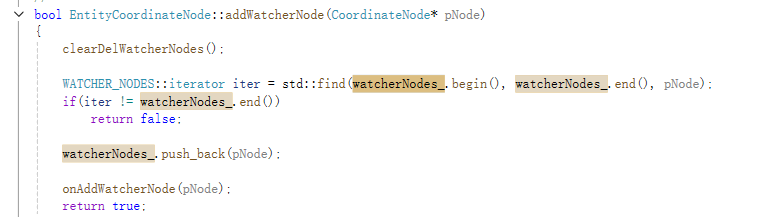 bool EntityCoordinateNode::addWatcherNode(CoordinateNode* pNode)
{
clearDelWatcherNodes();
WATCHER_NODES::iterator iter = std::find(watcherNodes_.begin(), watcherNodes_.end(), pNode);
if(iter != watcherNodes_.end())
return false;
watcherNodes_.push_back(pNode);
onAddWatcherNode(pNode);
return true;